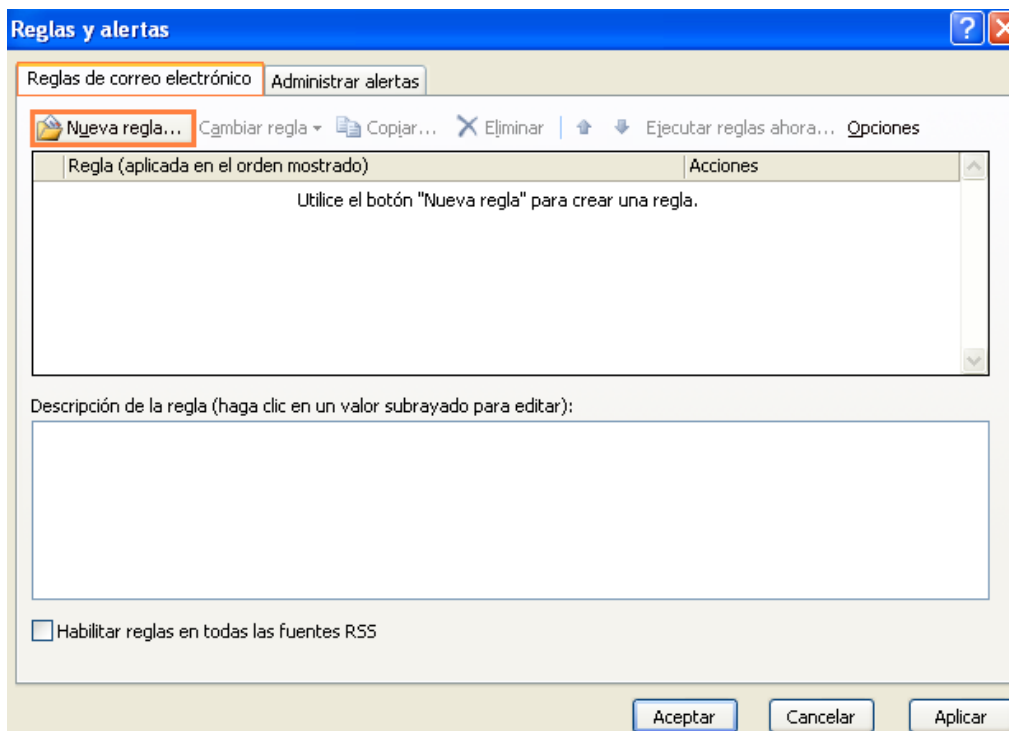 Reglas y alertas
Reglas de correo electrónico Administrar alertas
Nueva regla... Cambiar regla Copiar... Eliminar Ejecutar reglas ahora... Opciones
Regla (aplicada en el orden mostrado) Acciones
Utilice el botón "Nueva regla" para crear una regla.
Descripción de la regla (haga clic en un valor subrayado para editar):
Habilitar reglas en todas las fuentes RSS
Aceptar Cancelar Aplicar